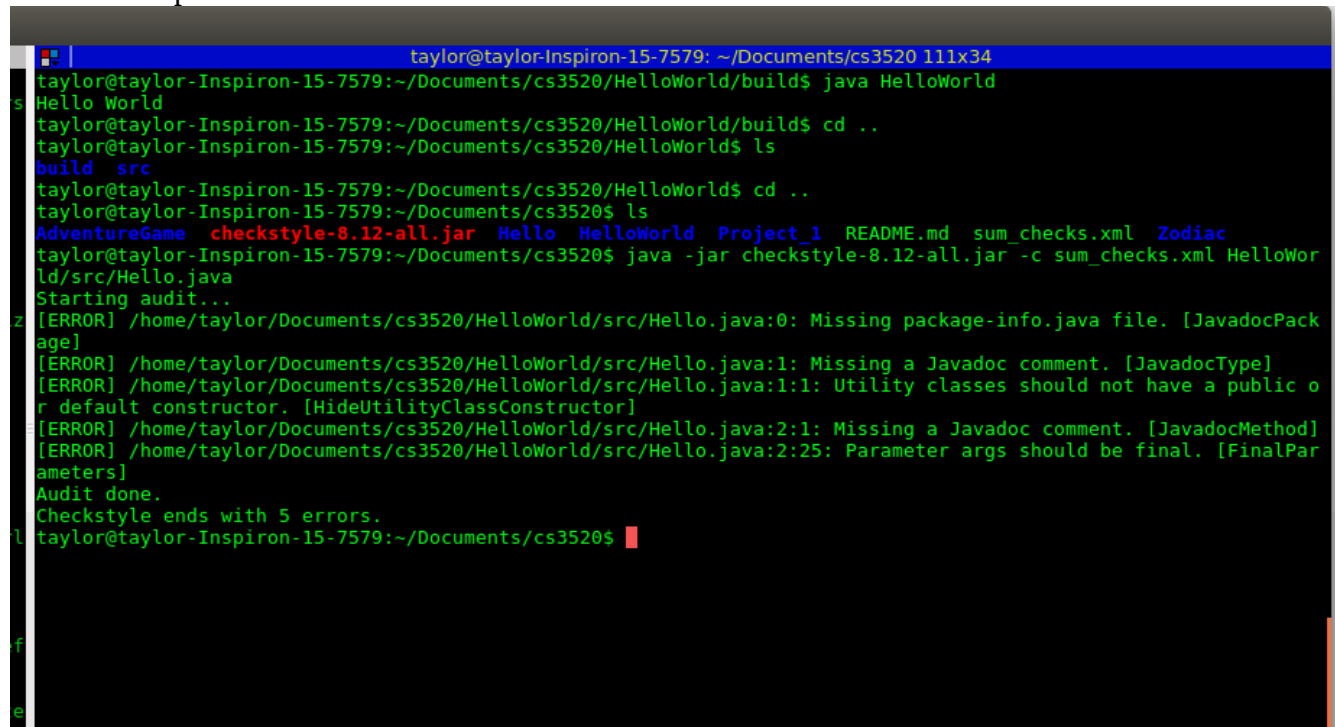 taylor@taylor-Inspiron-15-7579: ~/Documents/cs3520 111x34
taylor@taylor-Inspiron-15-7579:~/Documents/cs3520/HelloWorld/build$ java HelloWorld
Hello World
taylor@taylor-Inspiron-15-7579:~/Documents/cs3520/HelloWorld/build$ cd ..
taylor@taylor-Inspiron-15-7579:~/Documents/cs3520/HelloWorld$ ls
build src
taylor@taylor-Inspiron-15-7579:~/Documents/cs3520/HelloWorld$ cd ..
taylor@taylor-Inspiron-15-7579:~/Documents/cs3520$ ls
AdventureGame checkstyle-8.12-all.jar Hello HelloWorld Project_1 README.md sum_checks.xml Zodiac
taylor@taylor-Inspiron-15-7579:~/Documents/cs3520$ java -jar checkstyle-8.12-all.jar -c sum_checks.xml HelloWor
ld/src/Hello.java
Starting audit...
[ERROR] /home/taylor/Documents/cs3520/HelloWorld/src/Hello.java:0: Missing package-info.java file. [JavadocPack
age]
[ERROR] /home/taylor/Documents/cs3520/HelloWorld/src/Hello.java:1: Missing a Javadoc comment. [JavadocType]
[ERROR] /home/taylor/Documents/cs3520/HelloWorld/src/Hello.java:1:1: Utility classes should not have a public o
r default constructor. [HideUtilityClassConstructor]
[ERROR] /home/taylor/Documents/cs3520/HelloWorld/src/Hello.java:2:1: Missing a Javadoc comment. [JavadocMethod]
[ERROR] /home/taylor/Documents/cs3520/HelloWorld/src/Hello.java:2:25: Parameter args should be final. [FinalPar
ameters]
Audit done.
Checkstyle ends with 5 errors.
taylor@taylor-Inspiron-15-7579:~/Documents/cs3520$